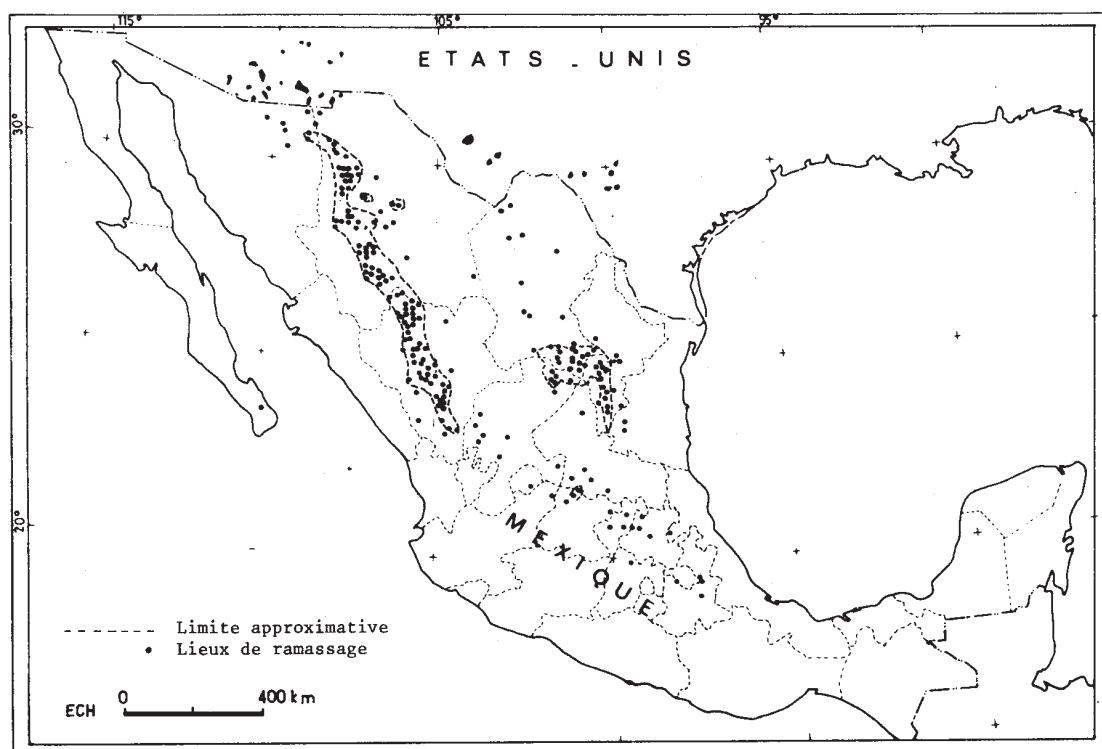 115° 105° 95°
ETATS - UNIS
30°
20°
MEXIQUE
Limite approximative
Lieux de ramassage
0 400 km
ECH